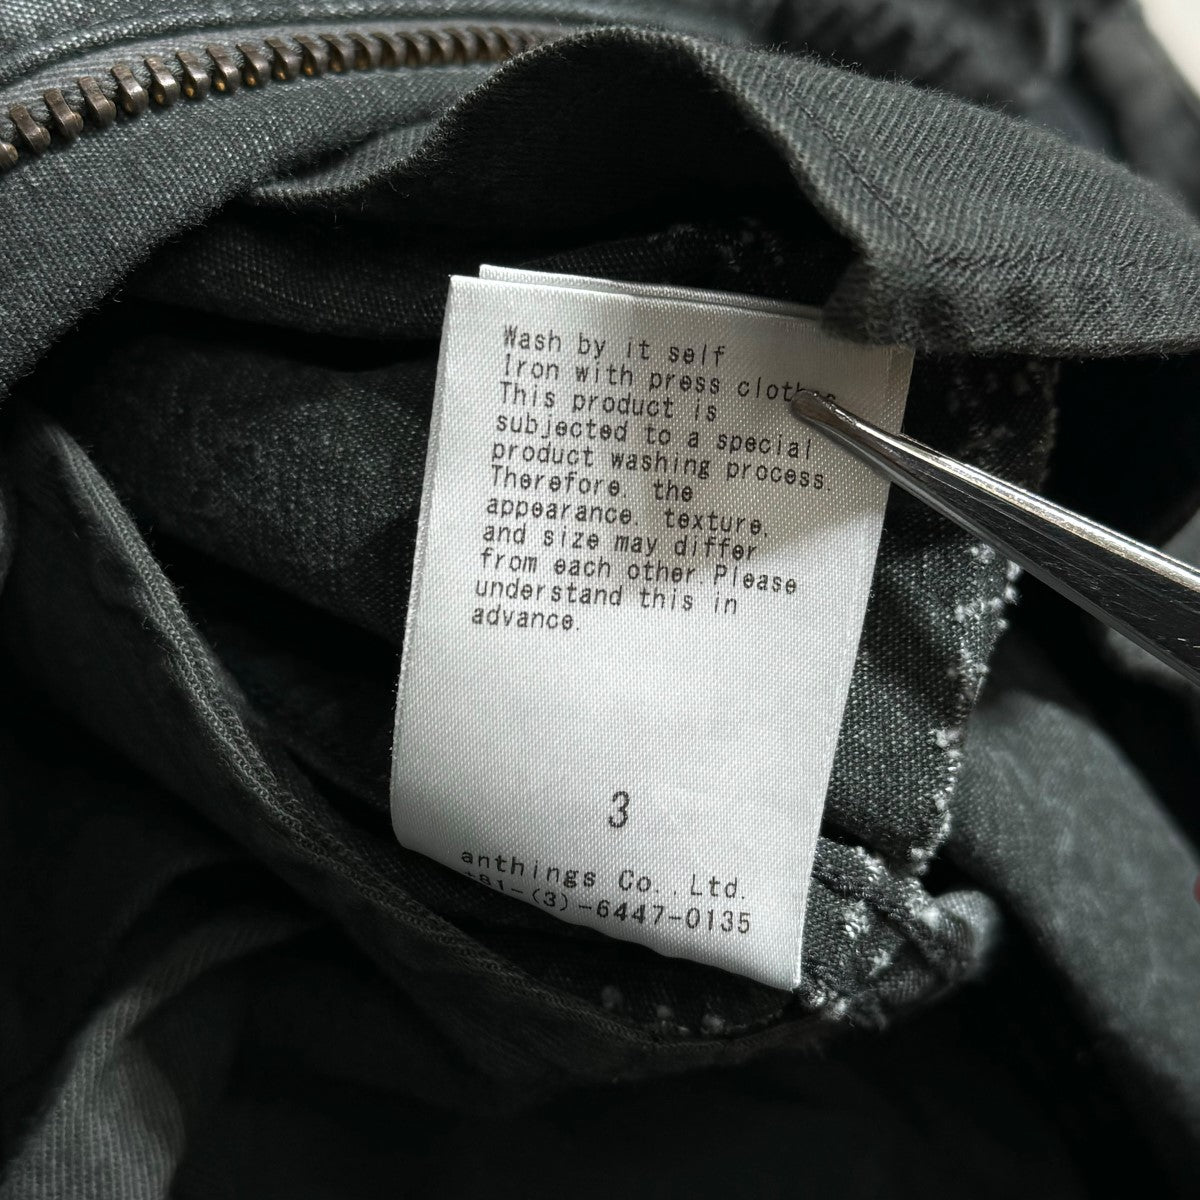 Wash by it self
Iron with press clothes
This product is
subjected to a special
product washing process.
Therefore, the
appearance, texture,
and size may differ
from each other.Please
understand this in
advance.
3
anthings Co.,Ltd.
+81-(3)-6447-0135